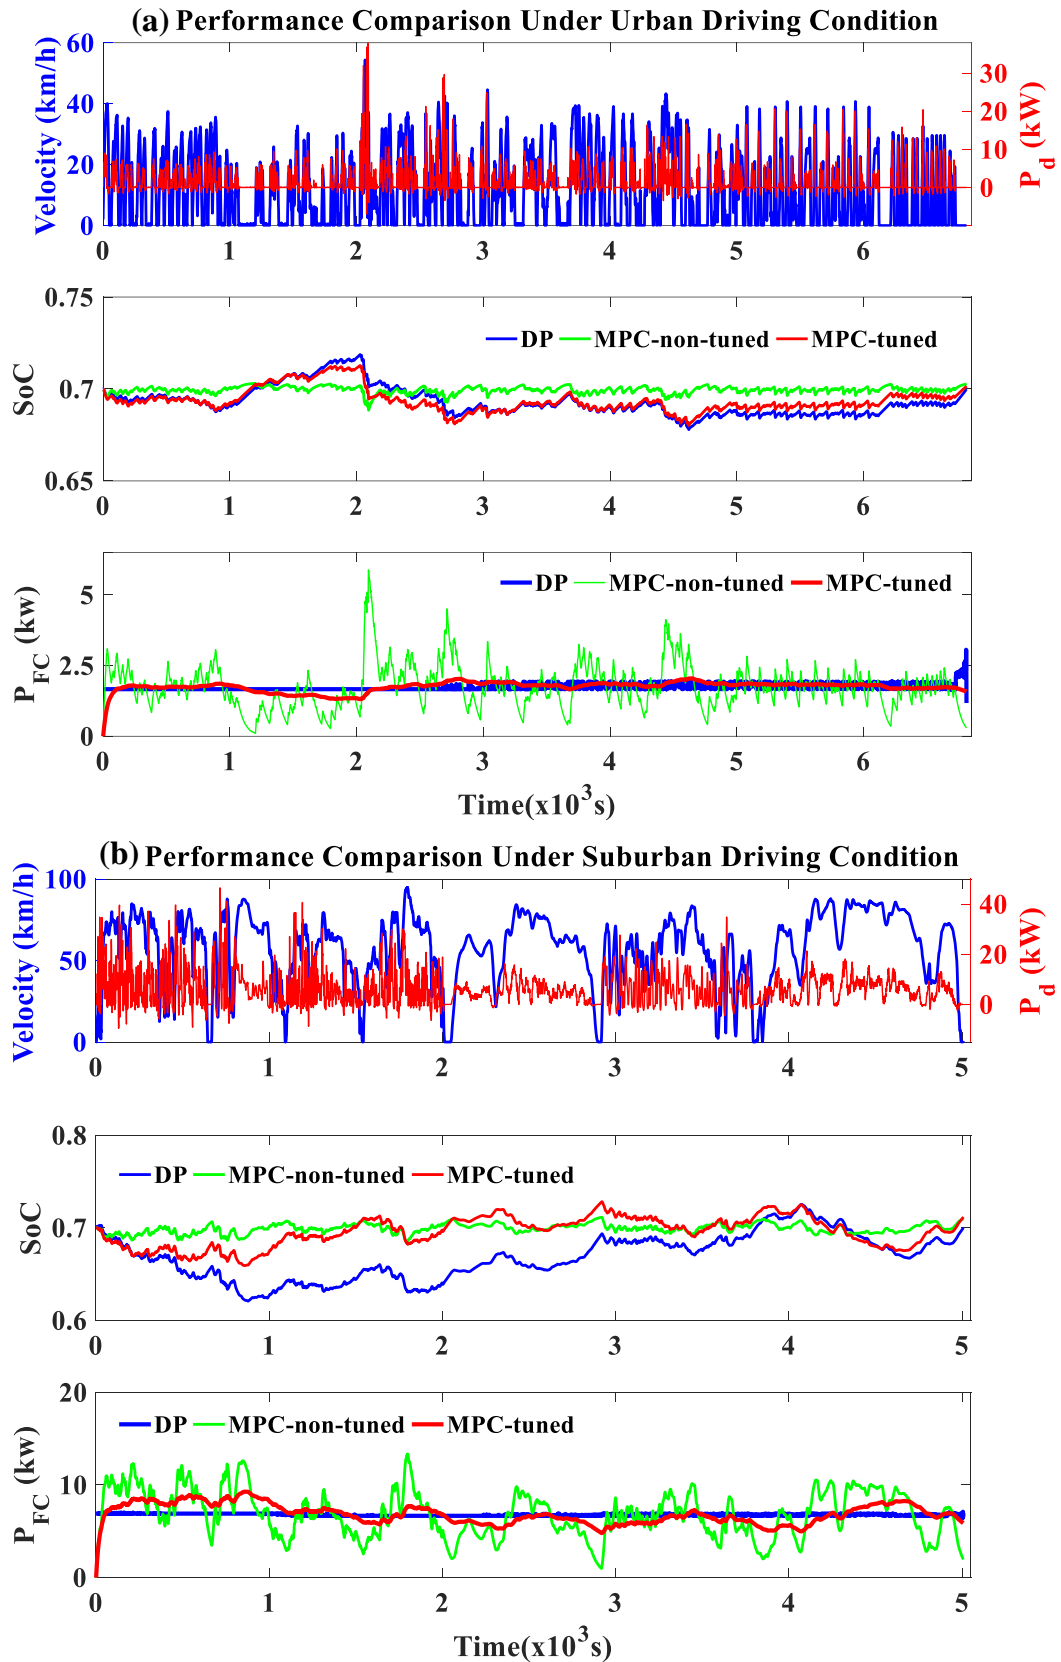 (a) Performance Comparison Under Urban Driving Condition
Velocity (km/h)
60
40
20
0
30
20
10
0
P_d (kW)
0 1 2 3 4 5 6
SoC
0.75
0.7
0.65
DP MPC-non-tuned MPC-tuned
0 1 2 3 4 5 6
P_FC (kw)
5
2.5
0
DP MPC-non-tuned MPC-tuned
0 1 2 3 4 5 6
Time(x10^3s)
(b) Performance Comparison Under Suburban Driving Condition
Velocity (km/h)
100
50
0
40
20
0
P_d (kW)
0 1 2 3 4 5
SoC
0.8
0.7
0.6
DP MPC-non-tuned MPC-tuned
0 1 2 3 4 5
P_FC (kw)
20
10
0
DP MPC-non-tuned MPC-tuned
0 1 2 3 4 5
Time(x10^3s)